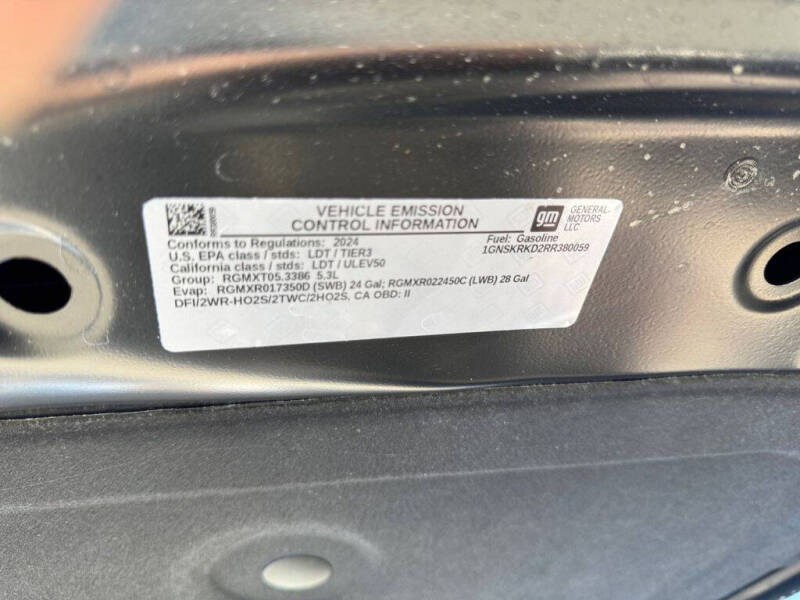 VEHICLE EMISSION
CONTROL INFORMATION
gm
GENERAL
MOTORS
LLC
Conforms to Regulations: 2024
Fuel: Gasoline
U.S. EPA class / stds: LDT / TIER3
1GNSKRKD2RR380059
California class / stds: LDT / ULEV50
Group: RGMXT05.3386 5.3L
Evap: RGMXR017350D (SWB) 24 Gal; RGMXR022450C (LWB) 28 Gal
DFI/2WR-HO2S/2TWC/2HO2S, CA OBD: II